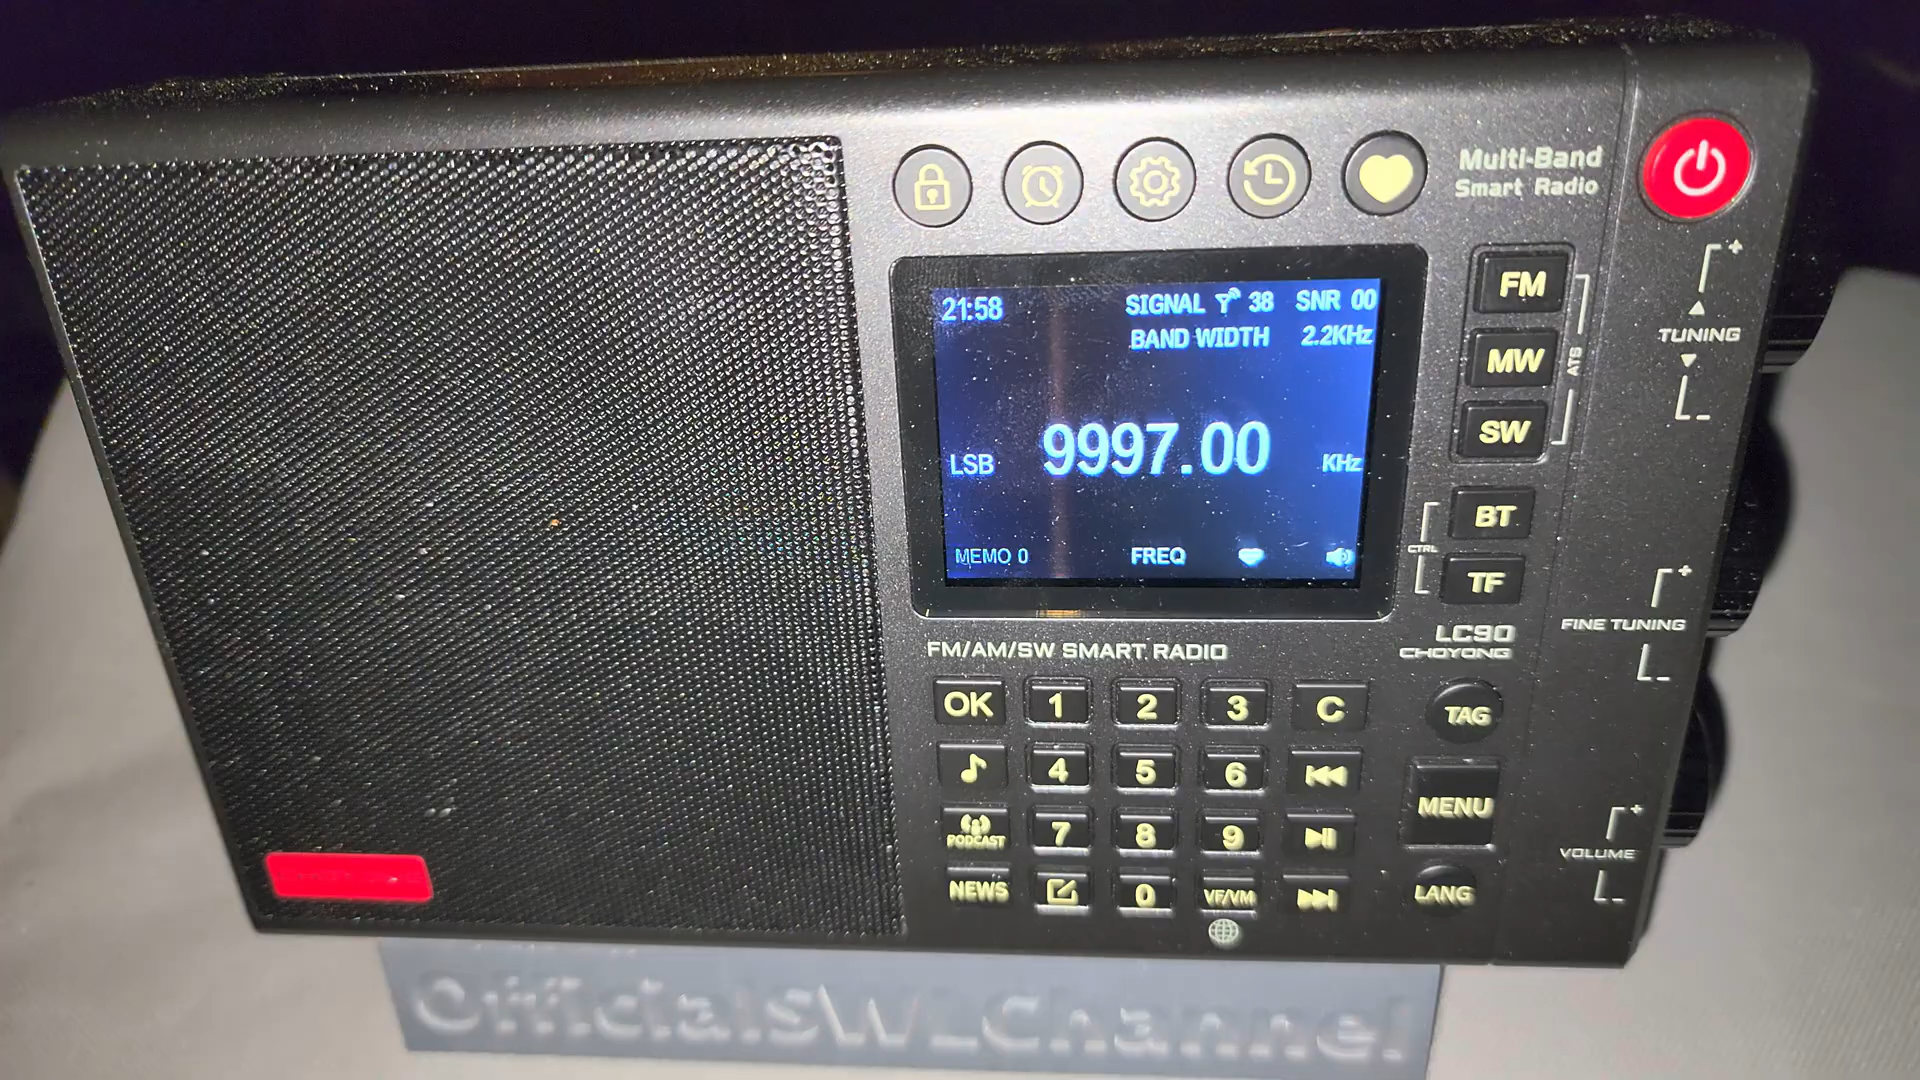 Multi-Band
Smart Radio
21:58 SIGNAL 38 SNR 00
BAND WIDTH 2.2KHz
LSB 9997.00 KHz
MEMO 0 FREQ
FM
MW
SW
ATS
BT
TF
CTRL
TUNING
FINE TUNING
VOLUME
LC90
CHOYONG
FM/AM/SW SMART RADIO
OK 1 2 3 C
4 5 6
PODCAST 7 8 9
NEWS 0 VF/VM
TAG
MENU
LANG
OfficialSWLChannel